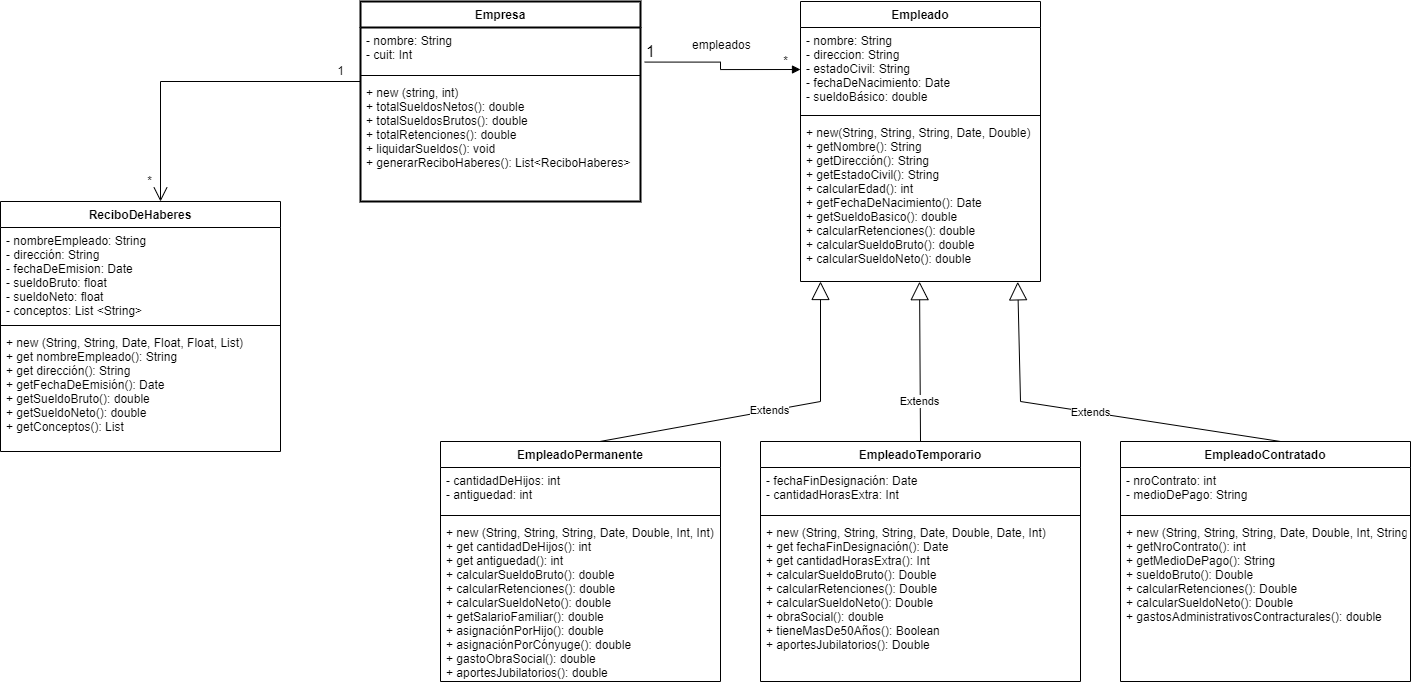 Empresa
- nombre: String
- cuit: Int
+ new (string, int)
+ totalSueldosNetos(): double
+ totalSueldosBrutos(): double
+ totalRetenciones(): double
+ liquidarSueldos(): void
+ generarReciboHaberes(): List<ReciboHaberes>
1
empleados
*
Empleado
- nombre: String
- direccion: String
- estadoCivil: String
- fechaDeNacimiento: Date
- sueldoBásico: double
+ new(String, String, String, Date, Double)
+ getNombre(): String
+ getDirección(): String
+ getEstadoCivil(): String
+ calcularEdad(): int
+ getFechaDeNacimiento(): Date
+ getSueldoBasico(): double
+ calcularRetenciones(): double
+ calcularSueldoBruto(): double
+ calcularSueldoNeto(): double
1
*
ReciboDeHaberes
- nombreEmpleado: String
- dirección: String
- fechaDeEmision: Date
- sueldoBruto: float
- sueldoNeto: float
- conceptos: List <String>
+ new (String, String, Date, Float, Float, List)
+ get nombreEmpleado(): String
+ get dirección(): String
+ getFechaDeEmisión(): Date
+ getSueldoBruto(): double
+ getSueldoNeto(): double
+ getConceptos(): List
Extends
Extends
Extends
EmpleadoPermanente
- cantidadDeHijos: int
- antiguedad: int
+ new (String, String, String, Date, Double, Int, Int)
+ get cantidadDeHijos(): int
+ get antiguedad(): int
+ calcularSueldoBruto(): double
+ calcularRetenciones(): double
+ calcularSueldoNeto(): double
+ getSalarioFamiliar(): double
+ asignaciónPorHijo(): double
+ asignaciónPorCónyuge(): double
+ gastoObraSocial(): double
+ aportesJubilatorios(): double
EmpleadoTemporario
- fechaFinDesignación: Date
- cantidadHorasExtra: Int
+ new (String, String, String, Date, Double, Date, Int)
+ get fechaFinDesignación(): Date
+ get cantidadHorasExtra(): Int
+ calcularSueldoBruto(): Double
+ calcularRetenciones(): Double
+ calcularSueldoNeto(): Double
+ obraSocial(): double
+ tieneMasDe50Años(): Boolean
+ aportesJubilatorios(): Double
EmpleadoContratado
- nroContrato: int
- medioDePago: String
+ new (String, String, String, Date, Double, Int, String
+ getNroContrato(): int
+ getMedioDePago(): String
+ sueldoBruto(): Double
+ calcularRetenciones(): Double
+ calcularSueldoNeto(): Double
+ gastosAdministrativosContracturales(): double